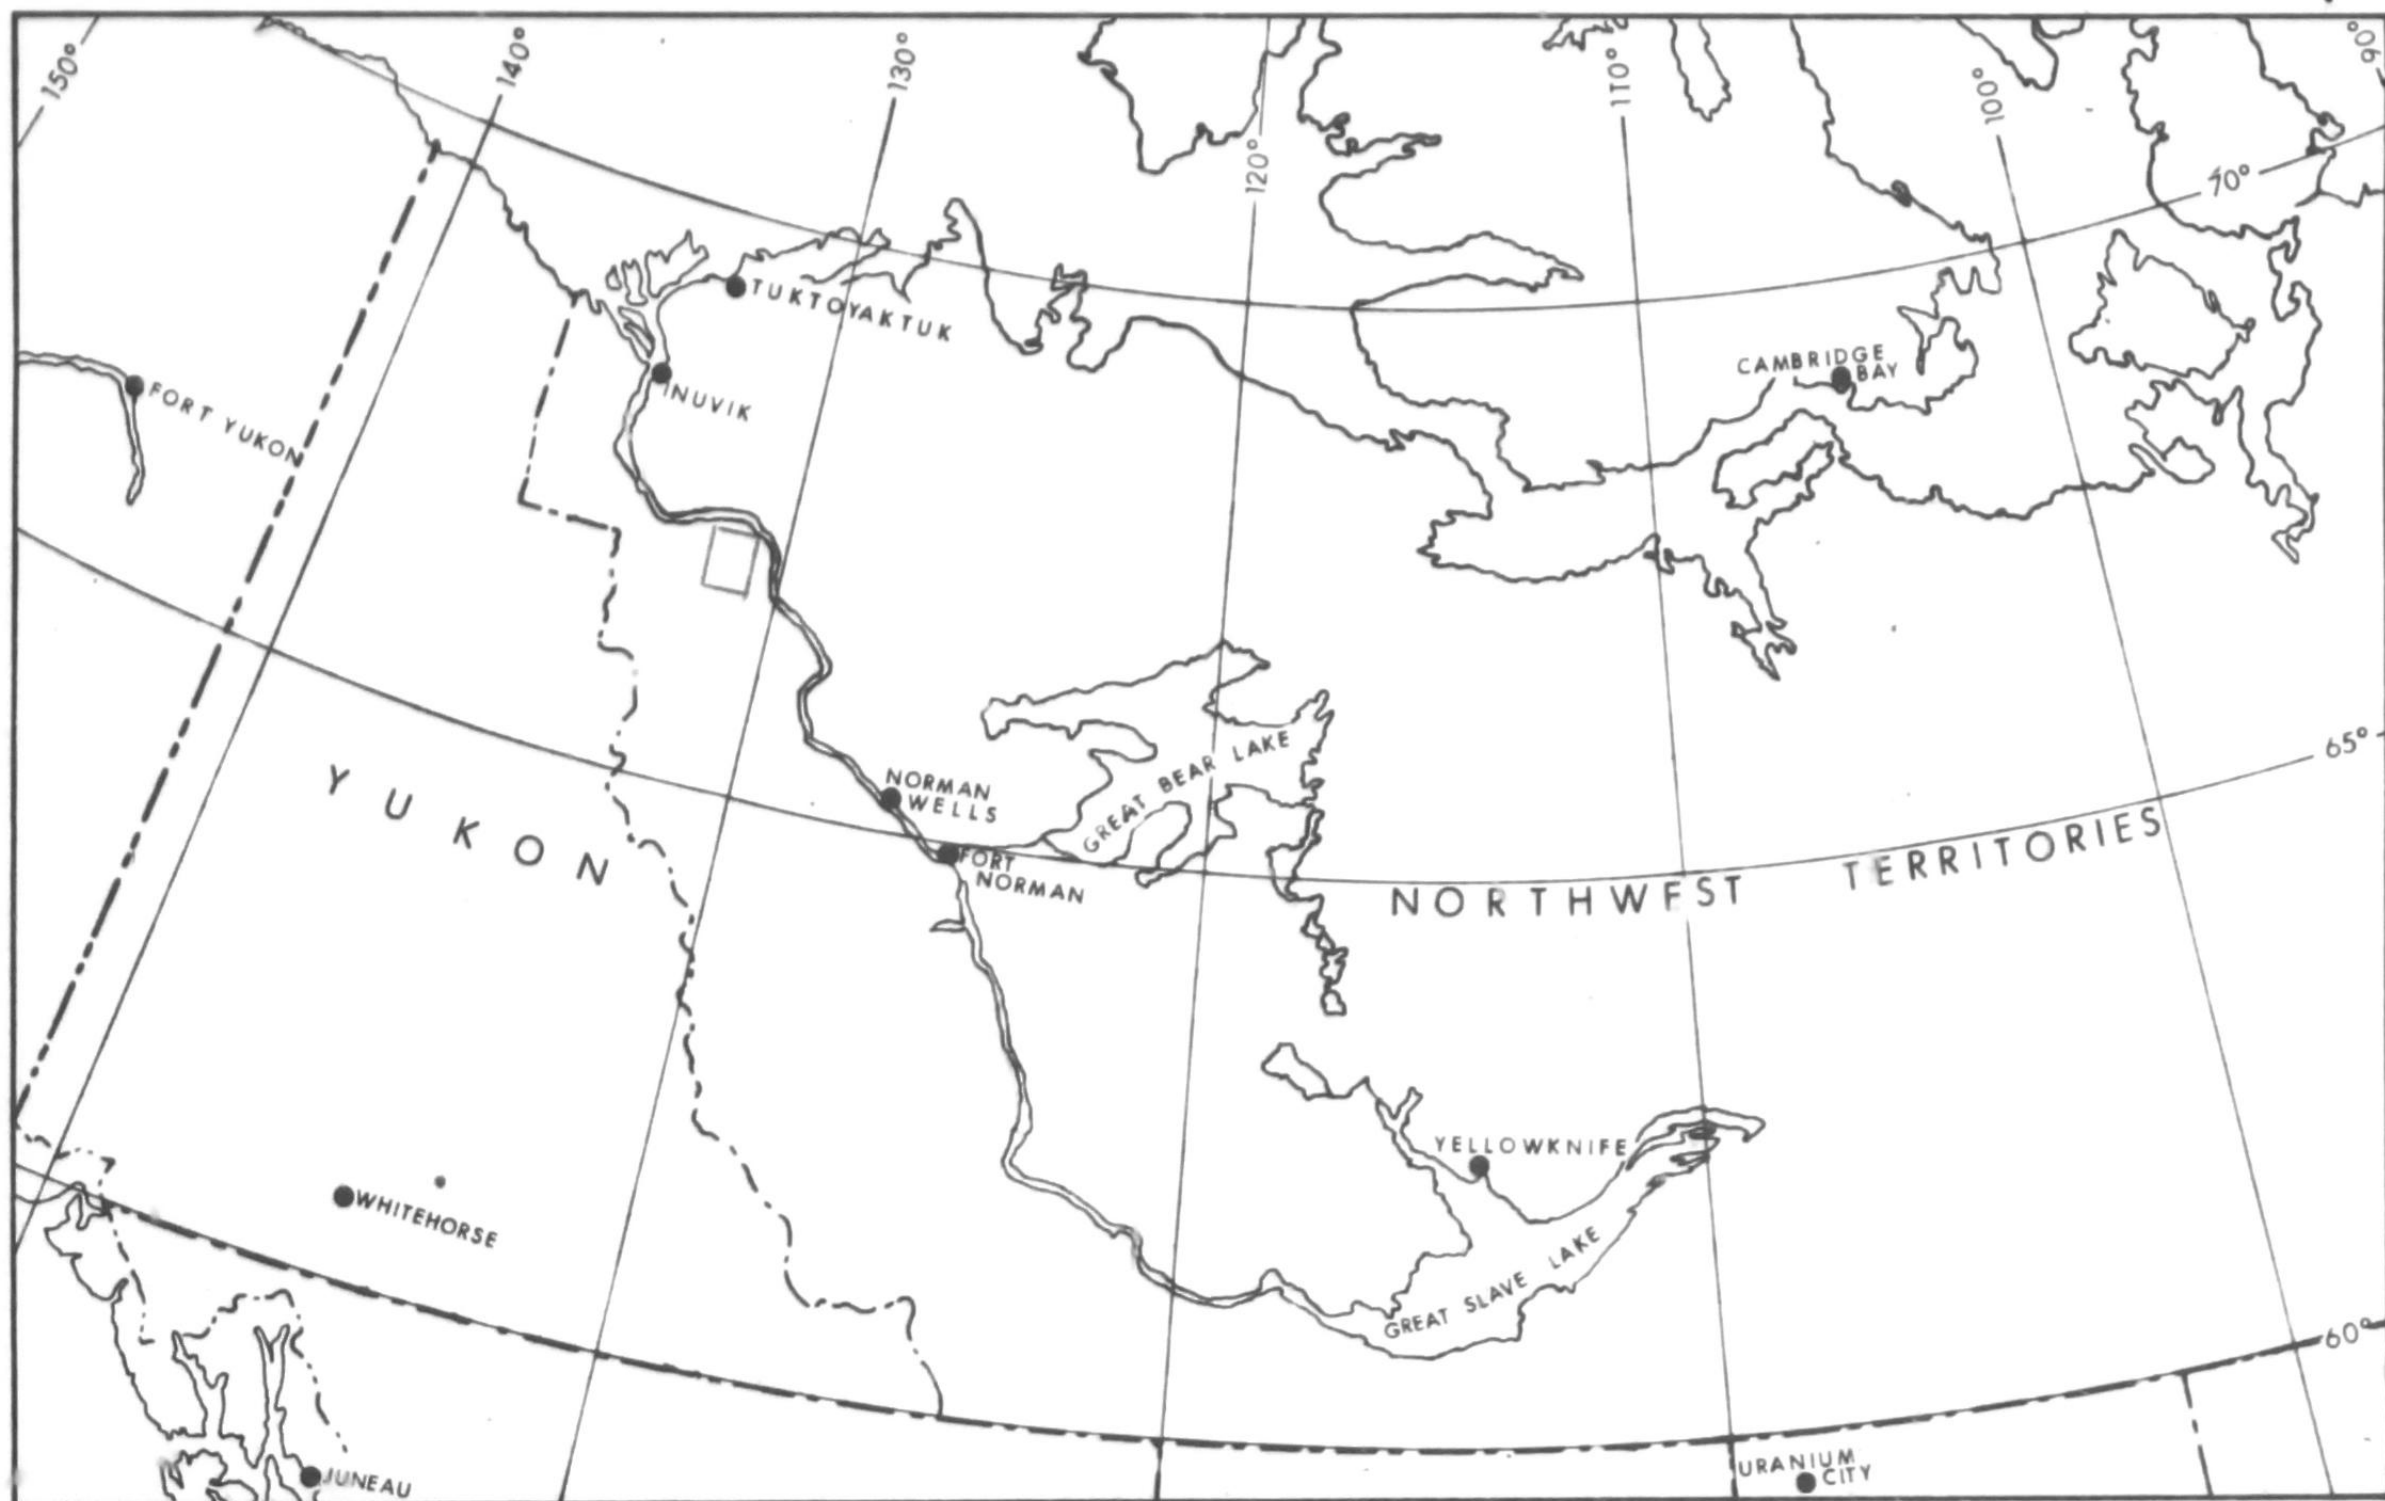 150°
140°
130°
120°
110°
100°
90°
70°
TUKTOYAKTUK
INUVIK
FORT YUKON
CAMBRIDGE
BAY
65°
GREAT BEAR LAKE
NORMAN
WELLS
FORT
NORMAN
YUKON
NORTHWEST TERRITORIES
YELLOWKNIFE
WHITEHORSE
GREAT SLAVE LAKE
60°
JUNEAU
URANIUM
CITY